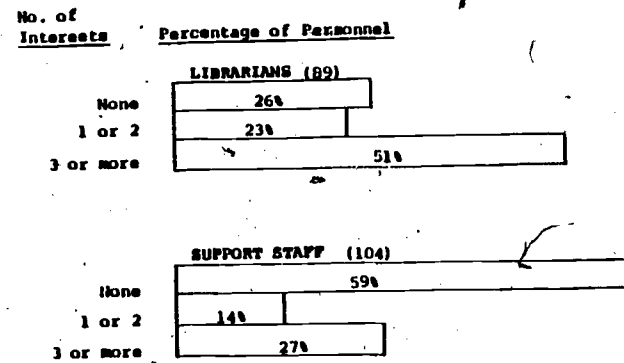 No. of
Interests   Percentage of Personnel
LIBRARIANS (89)
None 26%
1 or 2 23%
3 or more 51%
SUPPORT STAFF (104)
None 59%
1 or 2 14%
3 or more 27%